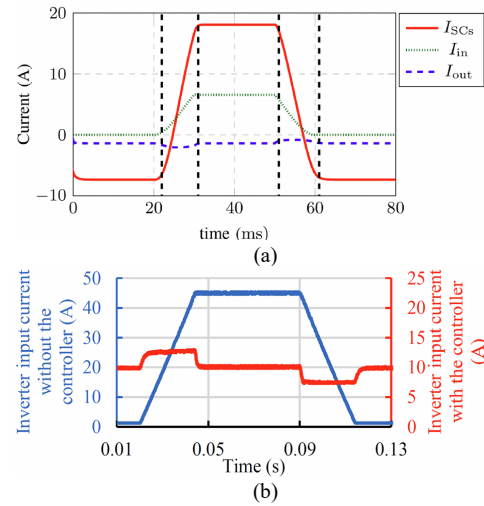 (a)
20
10
0
−10
Current (A)
I_SCs
I_in
I_out
0
20
40
60
80
time (ms)
(a)
Inverter input current
without the
controller (A)
50
40
30
20
10
0
25
20
15
10
5
0
Inverter input current
with the controller
(A)
0.01
0.05
0.09
0.13
Time (s)
(b)